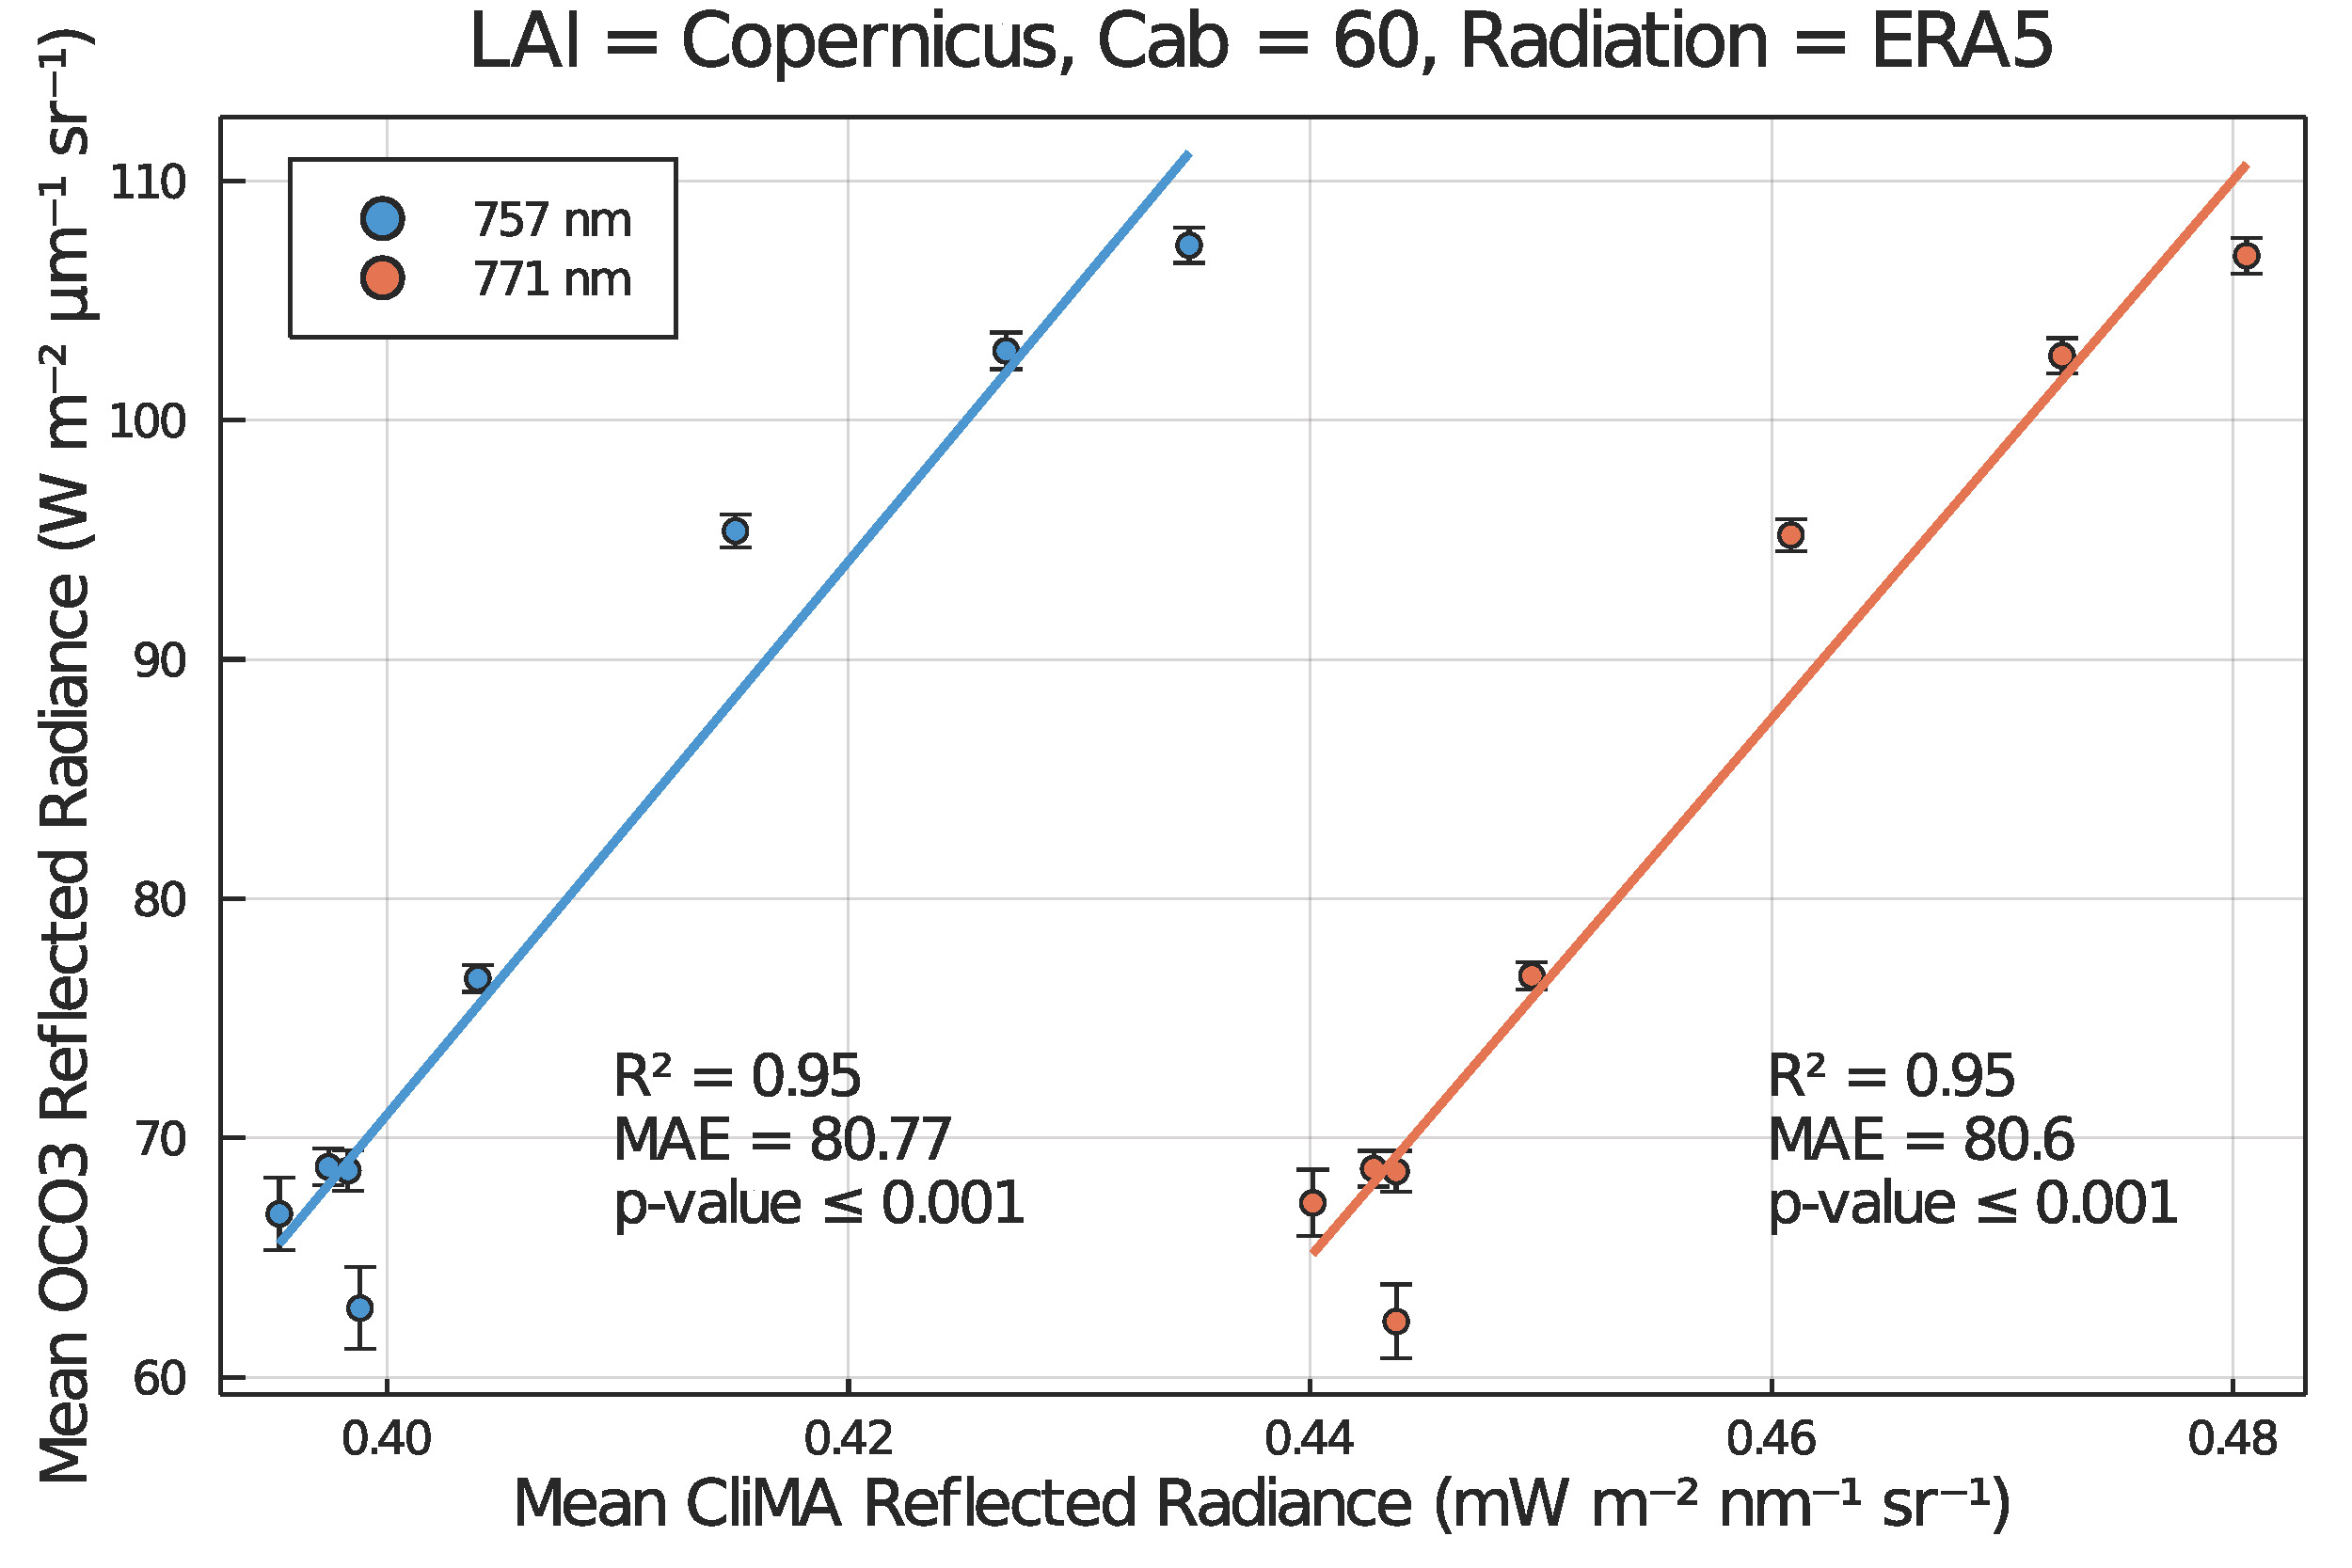 LAI = Copernicus, Cab = 60, Radiation = ERA5
Mean OCO3 Reflected Radiance (W m⁻² µm⁻¹ sr⁻¹)
110
100
90
80
70
60
757 nm
771 nm
R² = 0.95
MAE = 80.77
p-value ≤ 0.001
R² = 0.95
MAE = 80.6
p-value ≤ 0.001
0.40
0.42
0.44
0.46
0.48
Mean CliMA Reflected Radiance (mW m⁻² nm⁻¹ sr⁻¹)